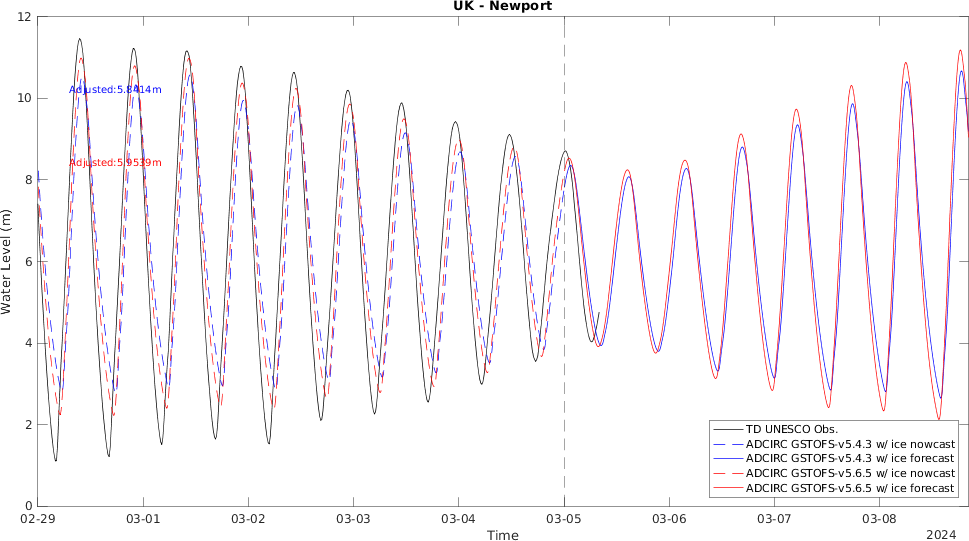 UK - Newport
12
10
8
6
4
2
0
Water Level (m)
Adjusted:5.8414m
Adjusted:5.9539m
02-29
03-01
03-02
03-03
03-04
03-05
03-06
03-07
03-08
Time
2024
TD UNESCO Obs.
ADCIRC GSTOFS-v5.4.3 w/ ice nowcast
ADCIRC GSTOFS-v5.4.3 w/ ice forecast
ADCIRC GSTOFS-v5.6.5 w/ ice nowcast
ADCIRC GSTOFS-v5.6.5 w/ ice forecast